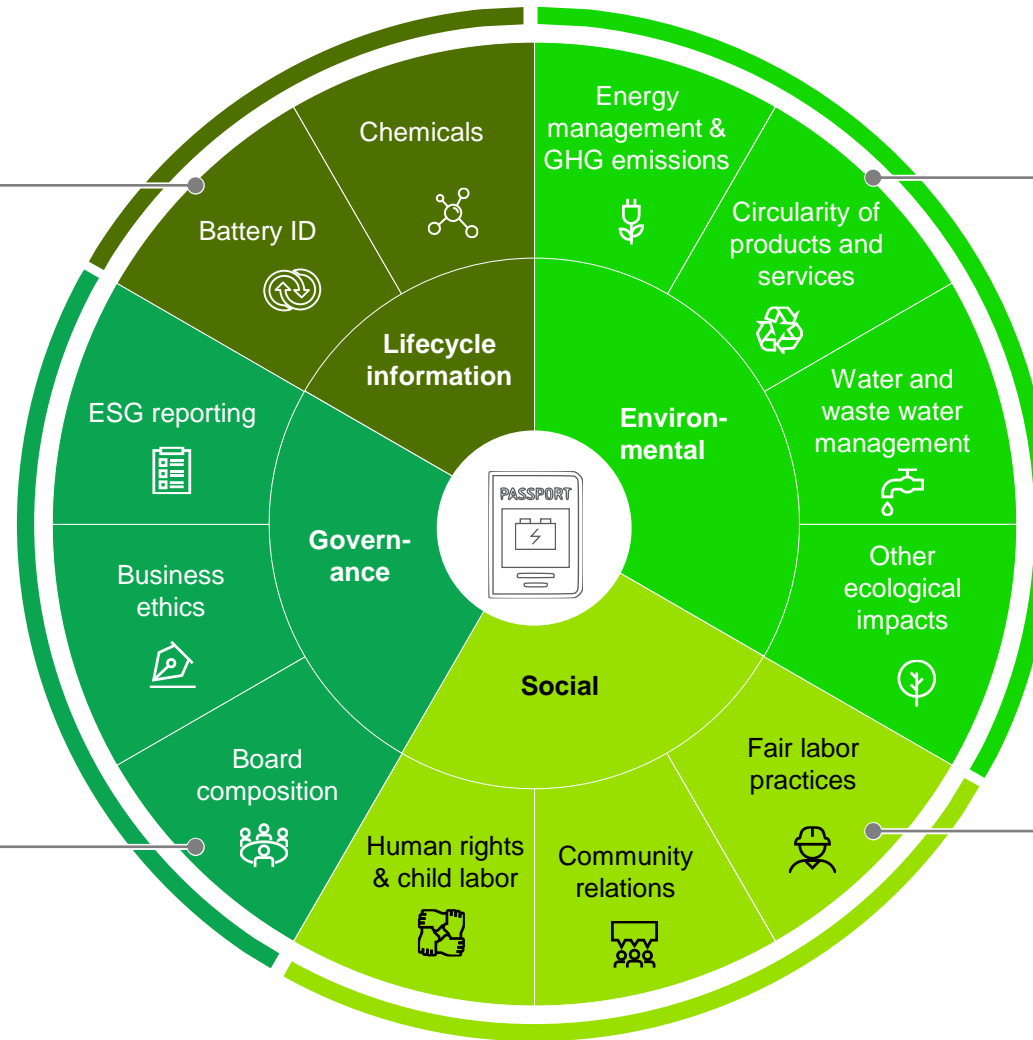 Chemicals
Energy
management &
GHG emissions
Battery ID
Circularity of
products and
services
Lifecycle
information
ESG reporting
Environ-
mental
Water and
waste water
management
PASSPORT
Govern-
ance
Business
ethics
Other
ecological
impacts
Social
Board
composition
Fair labor
practices
Human rights
& child labor
Community
relations